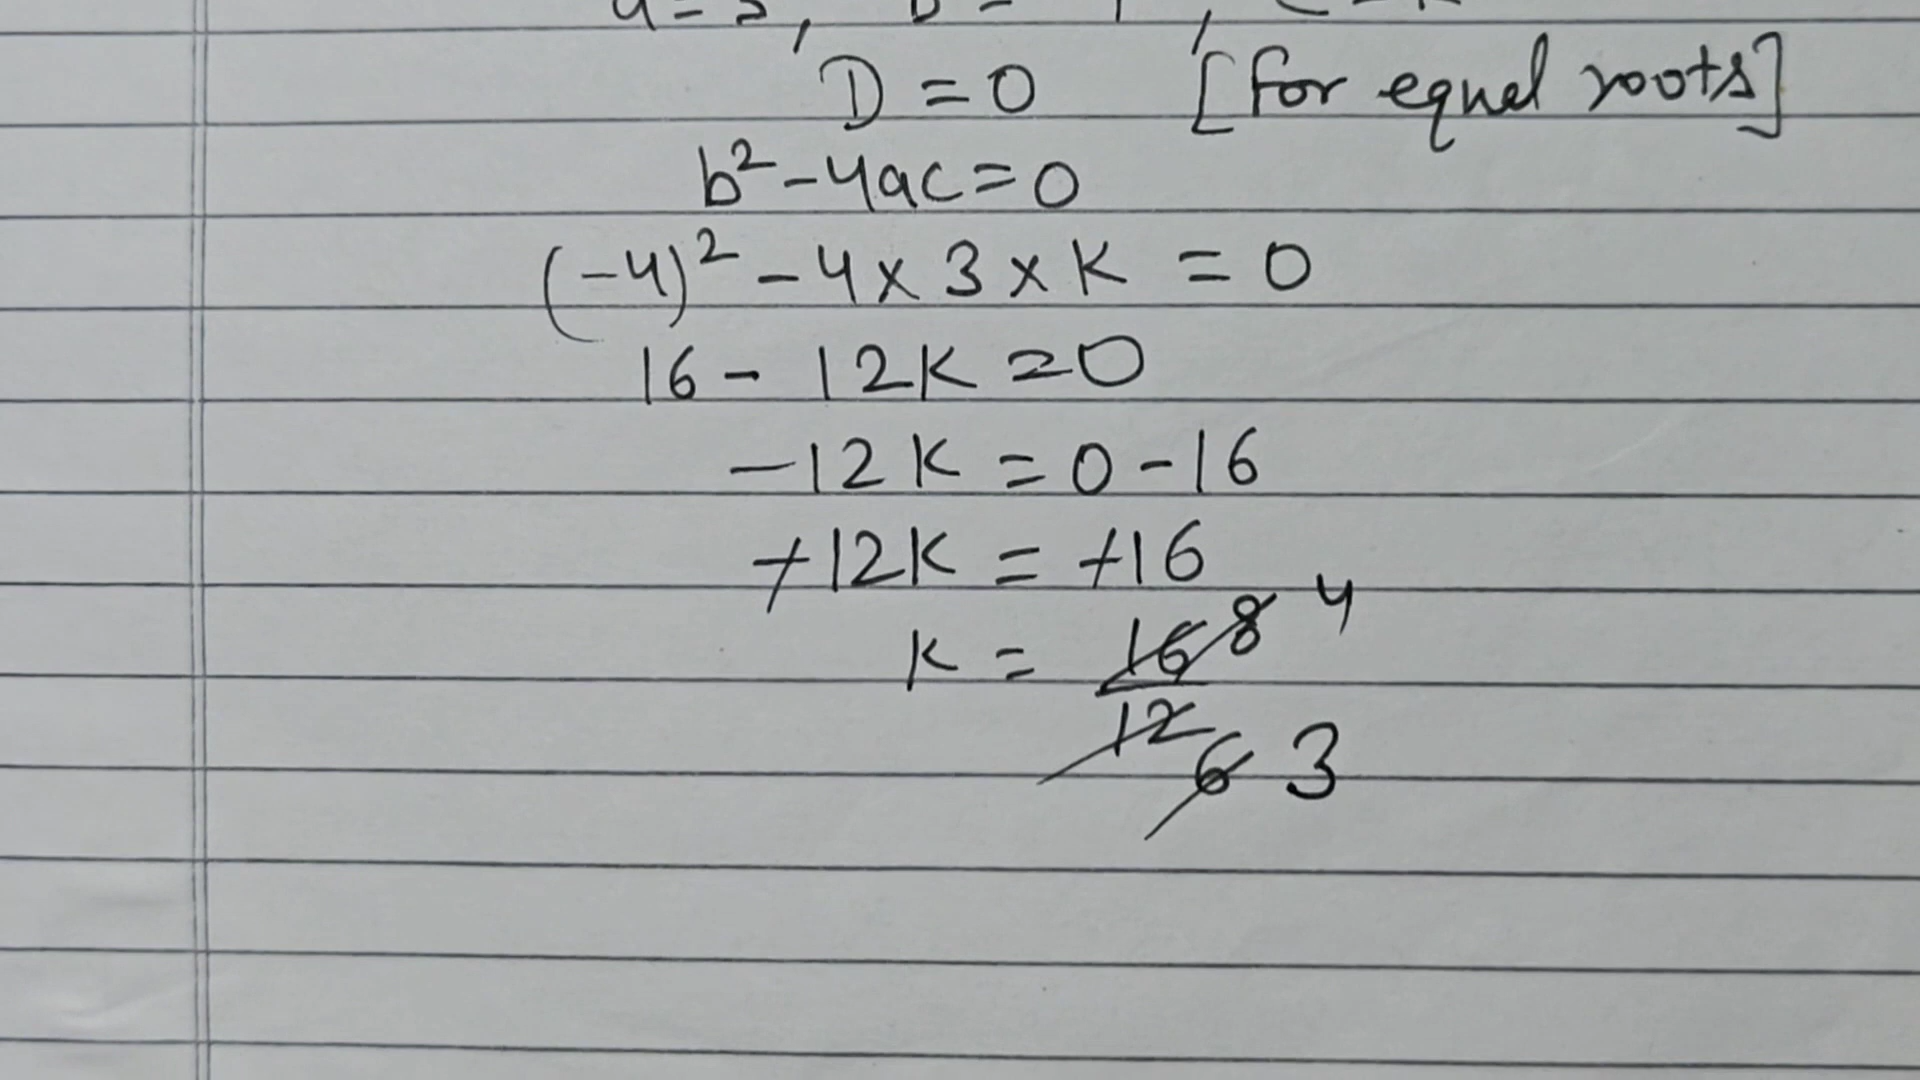 D = 0 [for equal roots]
b² - 4ac = 0
(-4)² - 4 × 3 × K = 0
16 - 12K = 0
-12K = 0 - 16
+12K = +16
K = 16 8 4
12 6 3